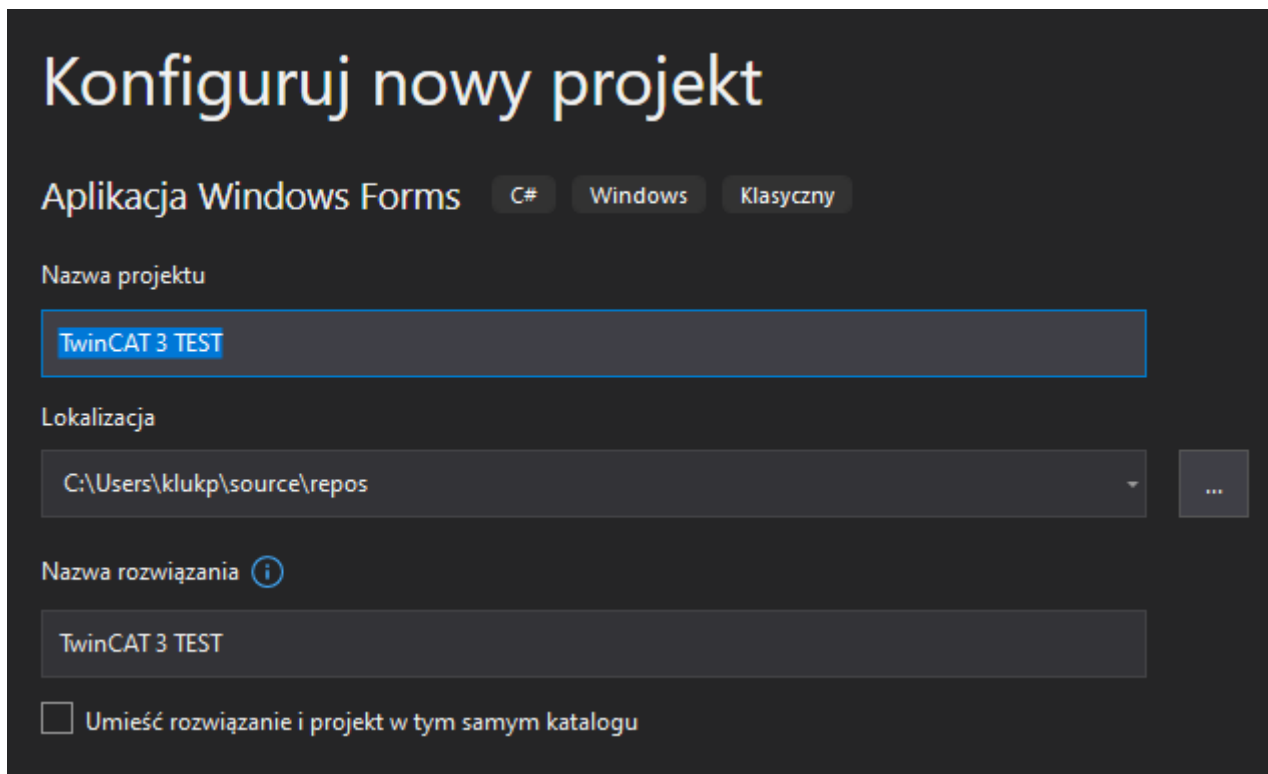 Konfiguruj nowy projekt
Aplikacja Windows Forms C# Windows Klasyczny
Nazwa projektu
TwinCAT 3 TEST
Lokalizacja
C:\Users\klukp\source\repos
...
Nazwa rozwiązania
TwinCAT 3 TEST
Umieść rozwiązanie i projekt w tym samym katalogu